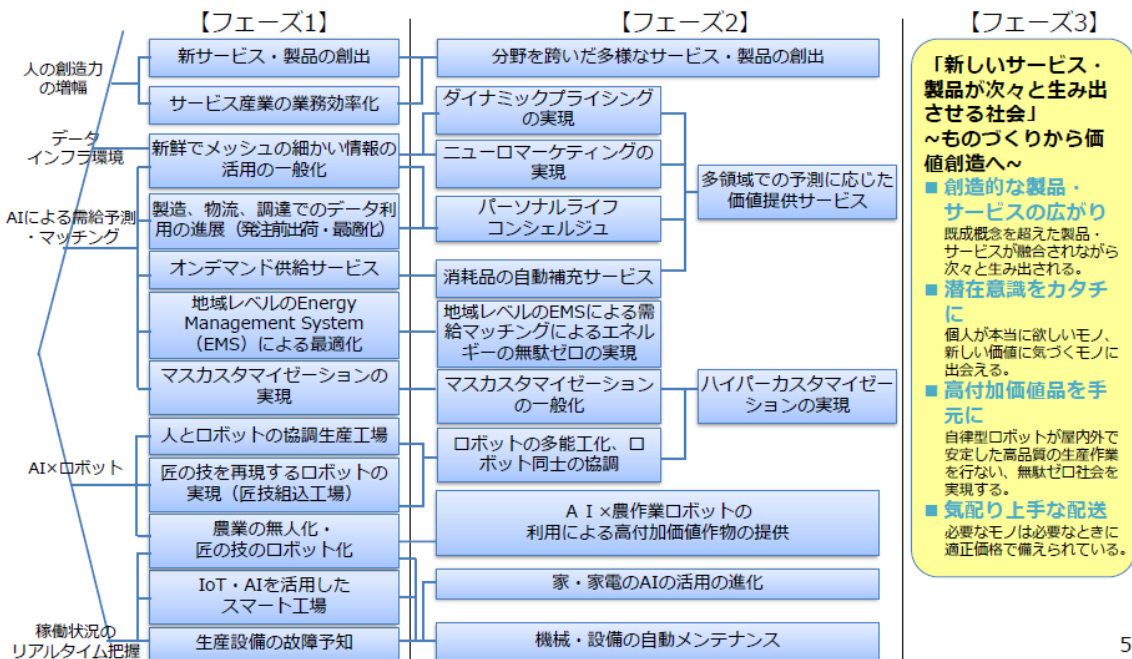 【フェーズ1】
【フェーズ2】
【フェーズ3】
人の創造力
の増幅
データ
インフラ環境
AIによる需給予測
・マッチング
AI×ロボット
稼働状況の
リアルタイム把握
新サービス・製品の創出
サービス産業の業務効率化
新鮮でメッシュの細かい情報の
活用の一般化
製造、物流、調達でのデータ利
用の進展（発注前出荷・最適化）
オンデマンド供給サービス
地域レベルのEnergy
Management System
（EMS）による最適化
マスカスタマイゼーションの
実現
人とロボットの協調生産工場
匠の技を再現するロボットの
実現（匠技組込工場）
農業の無人化・
匠の技のロボット化
IoT・AIを活用した
スマート工場
生産設備の故障予知
分野を跨いだ多様なサービス・製品の創出
ダイナミックプライシング
の実現
ニューロマーケティングの
実現
パーソナルライフ
コンシェルジュ
消耗品の自動補充サービス
地域レベルのEMSによる需
給マッチングによるエネル
ギーの無駄ゼロの実現
マスカスタマイゼーション
の一般化
ロボットの多能工化、ロ
ボット同士の協調
ＡＩ×農作業ロボットの
利用による高付加価値作物の提供
家・家電のAIの活用の進化
機械・設備の自動メンテナンス
多領域での予測に応じた
価値提供サービス
ハイパーカスタマイゼー
ションの実現
「新しいサービス・
製品が次々と生み出
させる社会」
~ものづくりから価
値創造へ~
■ 創造的な製品・
サービスの広がり
既成概念を超えた製品・
サービスが融合されながら
次々と生み出される。
■ 潜在意識をカタチ
に
個人が本当に欲しいモノ、
新しい価値に気づくモノに
出会える。
■ 高付加価値品を手
元に
自律型ロボットが屋内外で
安定した高品質の生産作業
を行ない、無駄ゼロ社会を
実現する。
■ 気配り上手な配送
必要なモノは必要なときに
適正価格で備えられている。
5